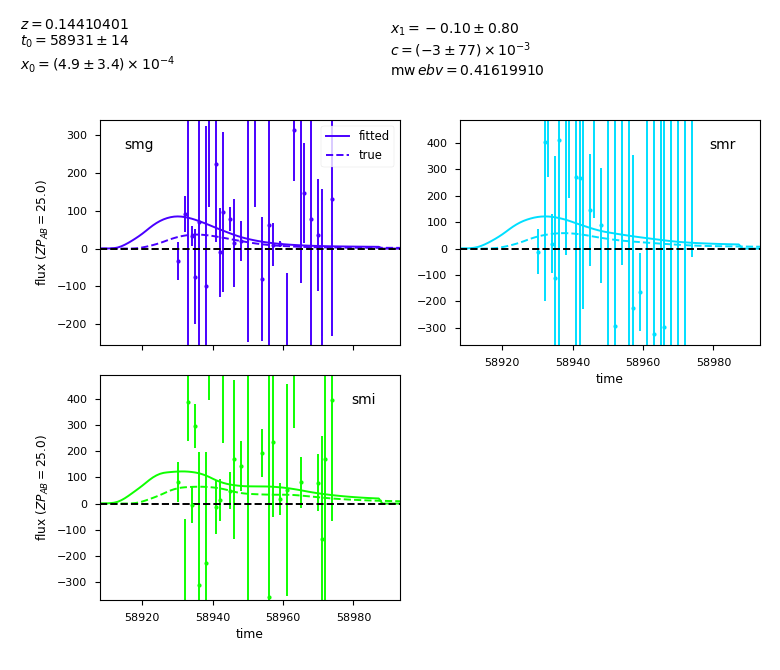 z = 0.14410401
t₀ = 58931 ± 14
x₀ = (4.9 ± 3.4) × 10⁻⁴
x₁ = −0.10 ± 0.80
c = (−3 ± 77) × 10⁻³
mw ebv = 0.41619910
smg
fitted
true
300
200
100
0
−100
−200
flux (ZP_AB = 25.0)
smr
400
300
200
100
0
−100
−200
−300
58920 58940 58960 58980
time
smi
400
300
200
100
0
−100
−200
−300
flux (ZP_AB = 25.0)
58920 58940 58960 58980
time